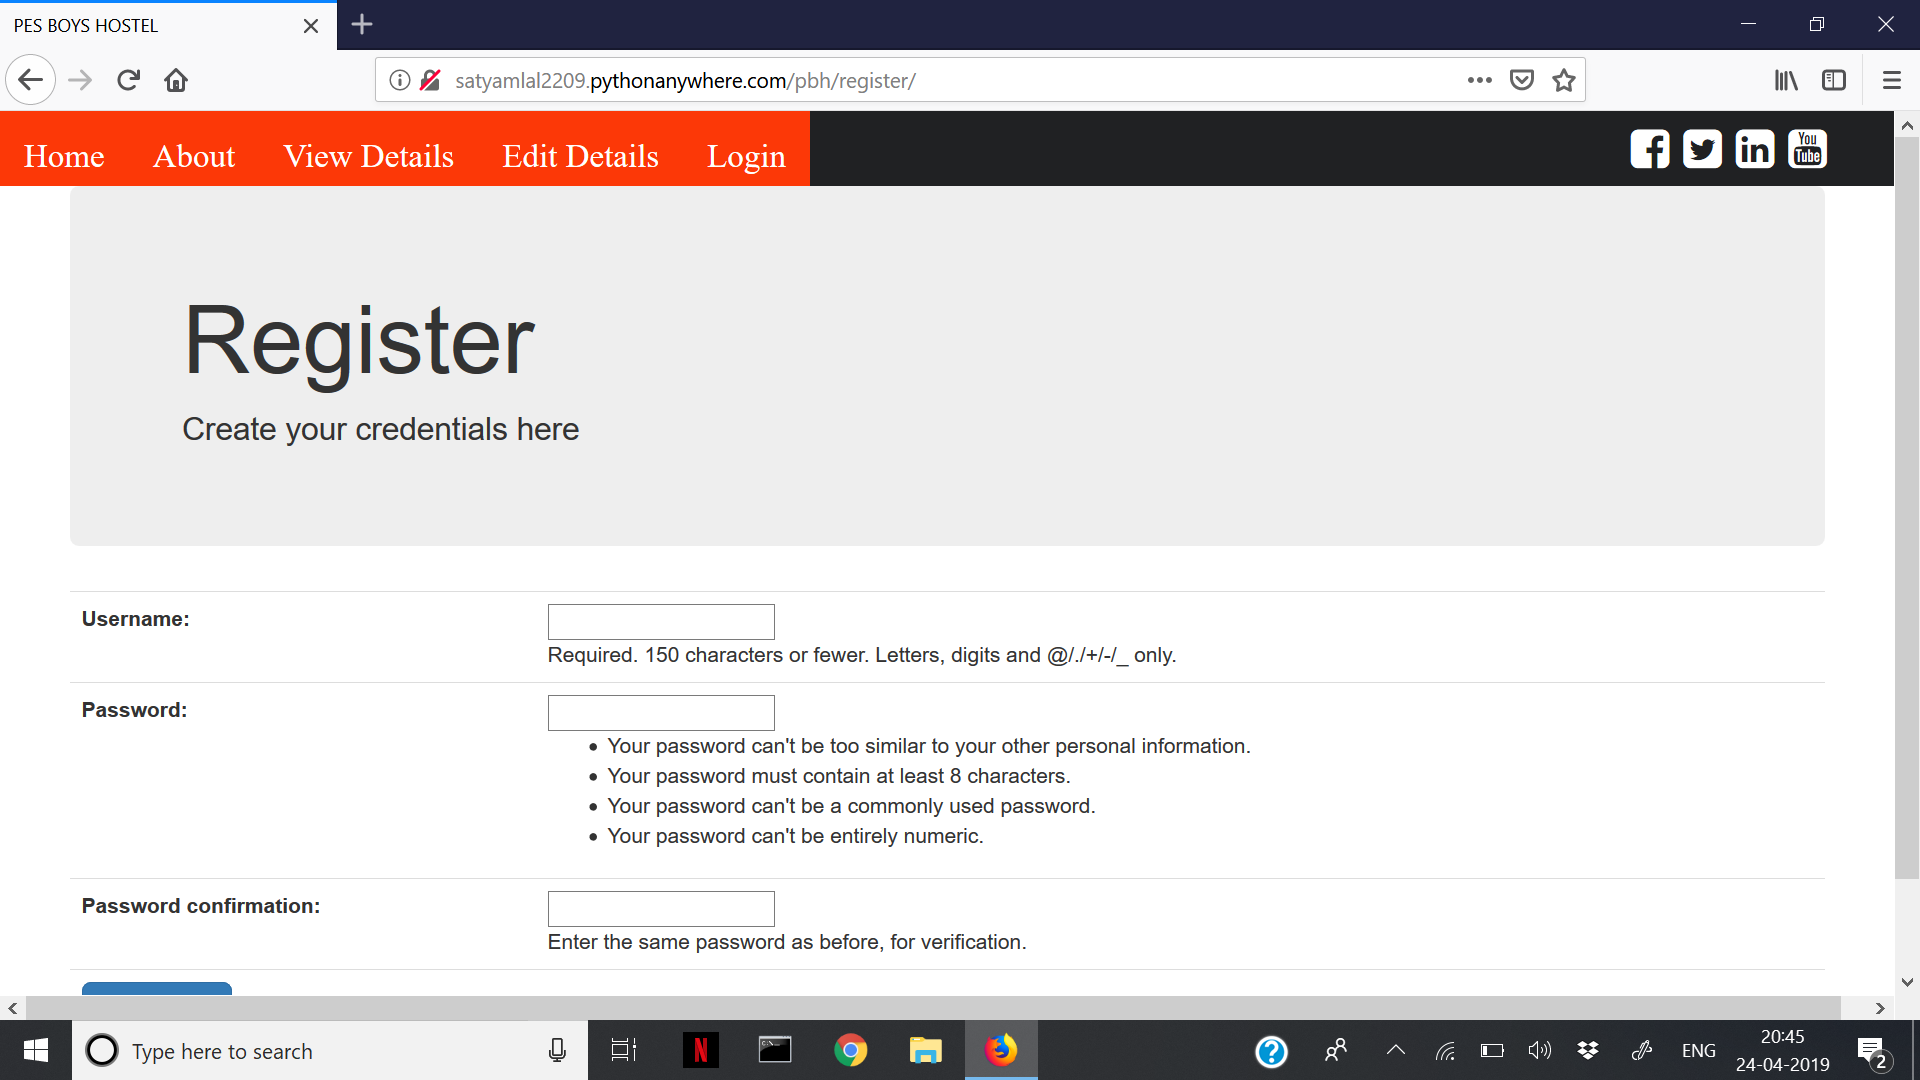 PES BOYS HOSTEL
satyamlal2209.pythonanywhere.com/pbh/register/
Home About View Details Edit Details Login
You Tube
Register
Create your credentials here
Username:
Required. 150 characters or fewer. Letters, digits and @/./+/-/_ only.
Password:
Your password can't be too similar to your other personal information.
Your password must contain at least 8 characters.
Your password can't be a commonly used password.
Your password can't be entirely numeric.
Password confirmation:
Enter the same password as before, for verification.
Type here to search
ENG
20:45
24-04-2019
2